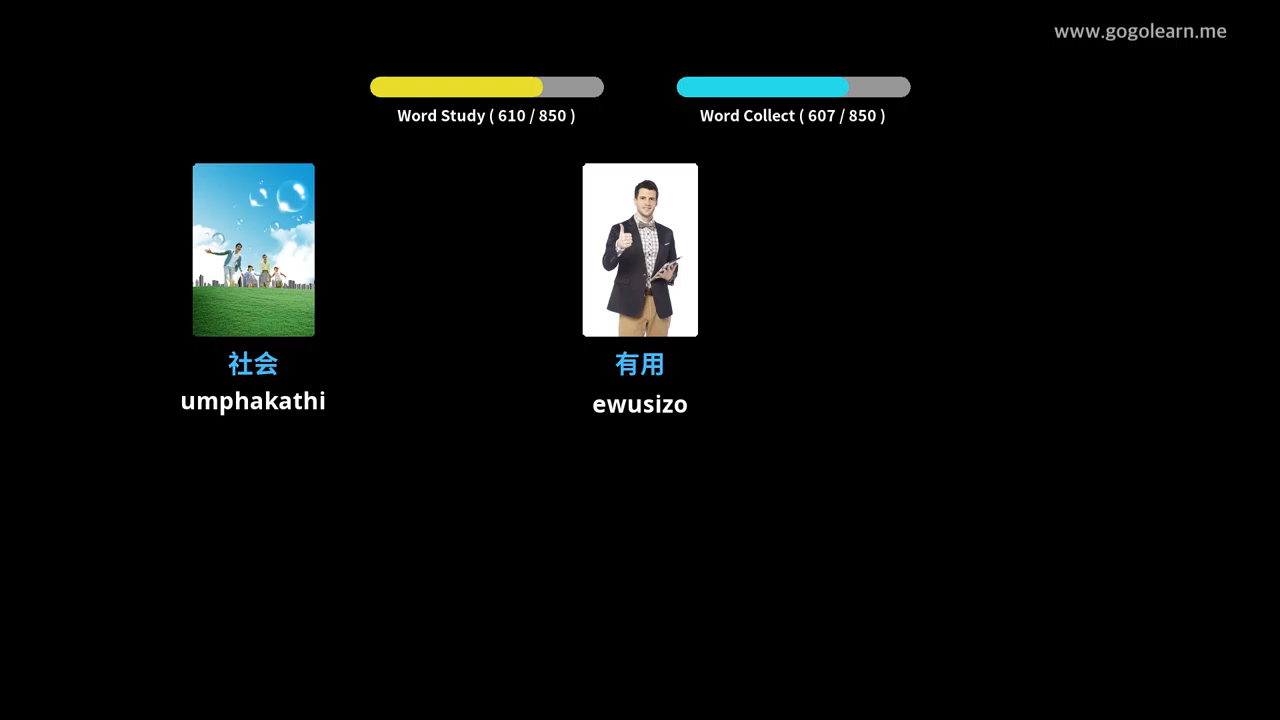 www.gogolearn.me
Word Study ( 610 / 850 )
Word Collect ( 607 / 850 )
社会
umphakathi
有用
ewusizo